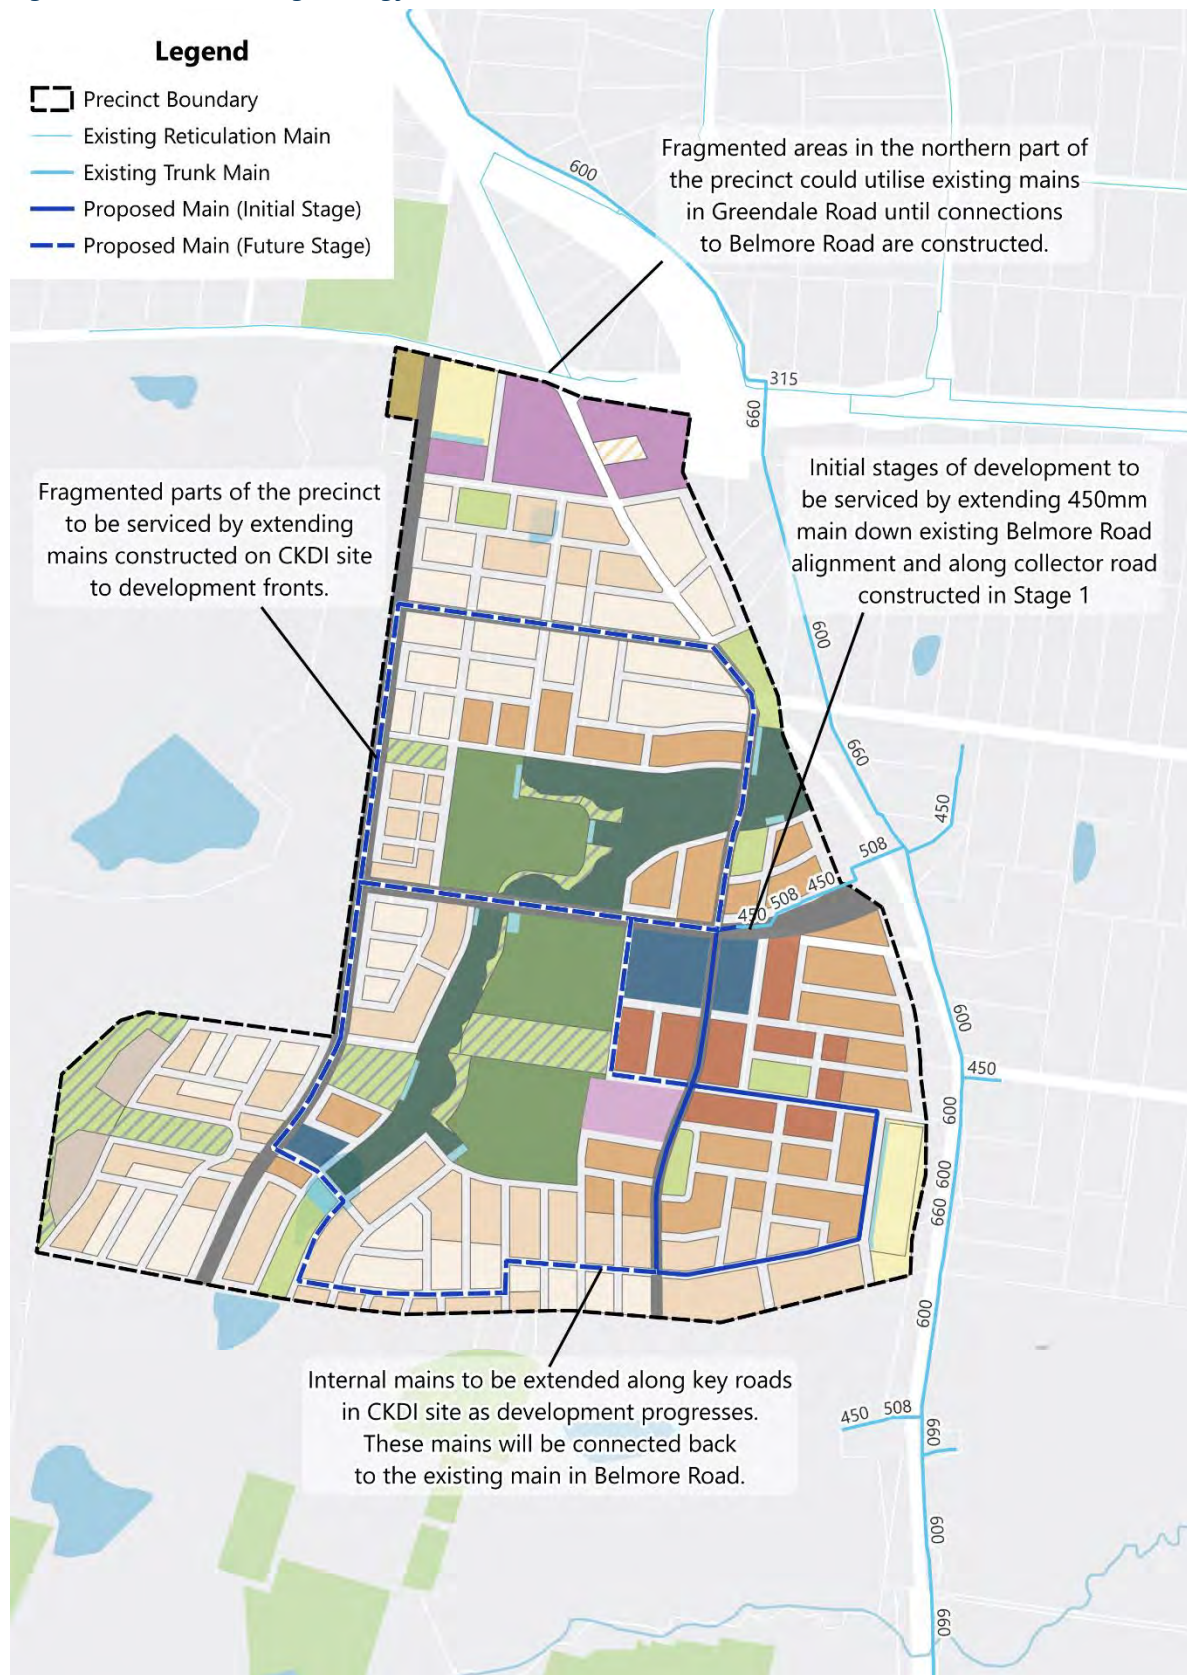 Legend
Precinct Boundary
Existing Reticulation Main
Existing Trunk Main
Proposed Main (Initial Stage)
Proposed Main (Future Stage)
600
Fragmented areas in the northern part of
the precinct could utilise existing mains
in Greendale Road until connections
to Belmore Road are constructed.
315
660
Fragmented parts of the precinct
to be serviced by extending
mains constructed on CKDI site
to development fronts.
Initial stages of development to
be serviced by extending 450mm
main down existing Belmore Road
alignment and along collector road
constructed in Stage 1
600
660
450
508
450
508
450
600
450
600
600
660
600
Internal mains to be extended along key roads
in CKDI site as development progresses.
These mains will be connected back
to the existing main in Belmore Road.
450
508
660
600
660